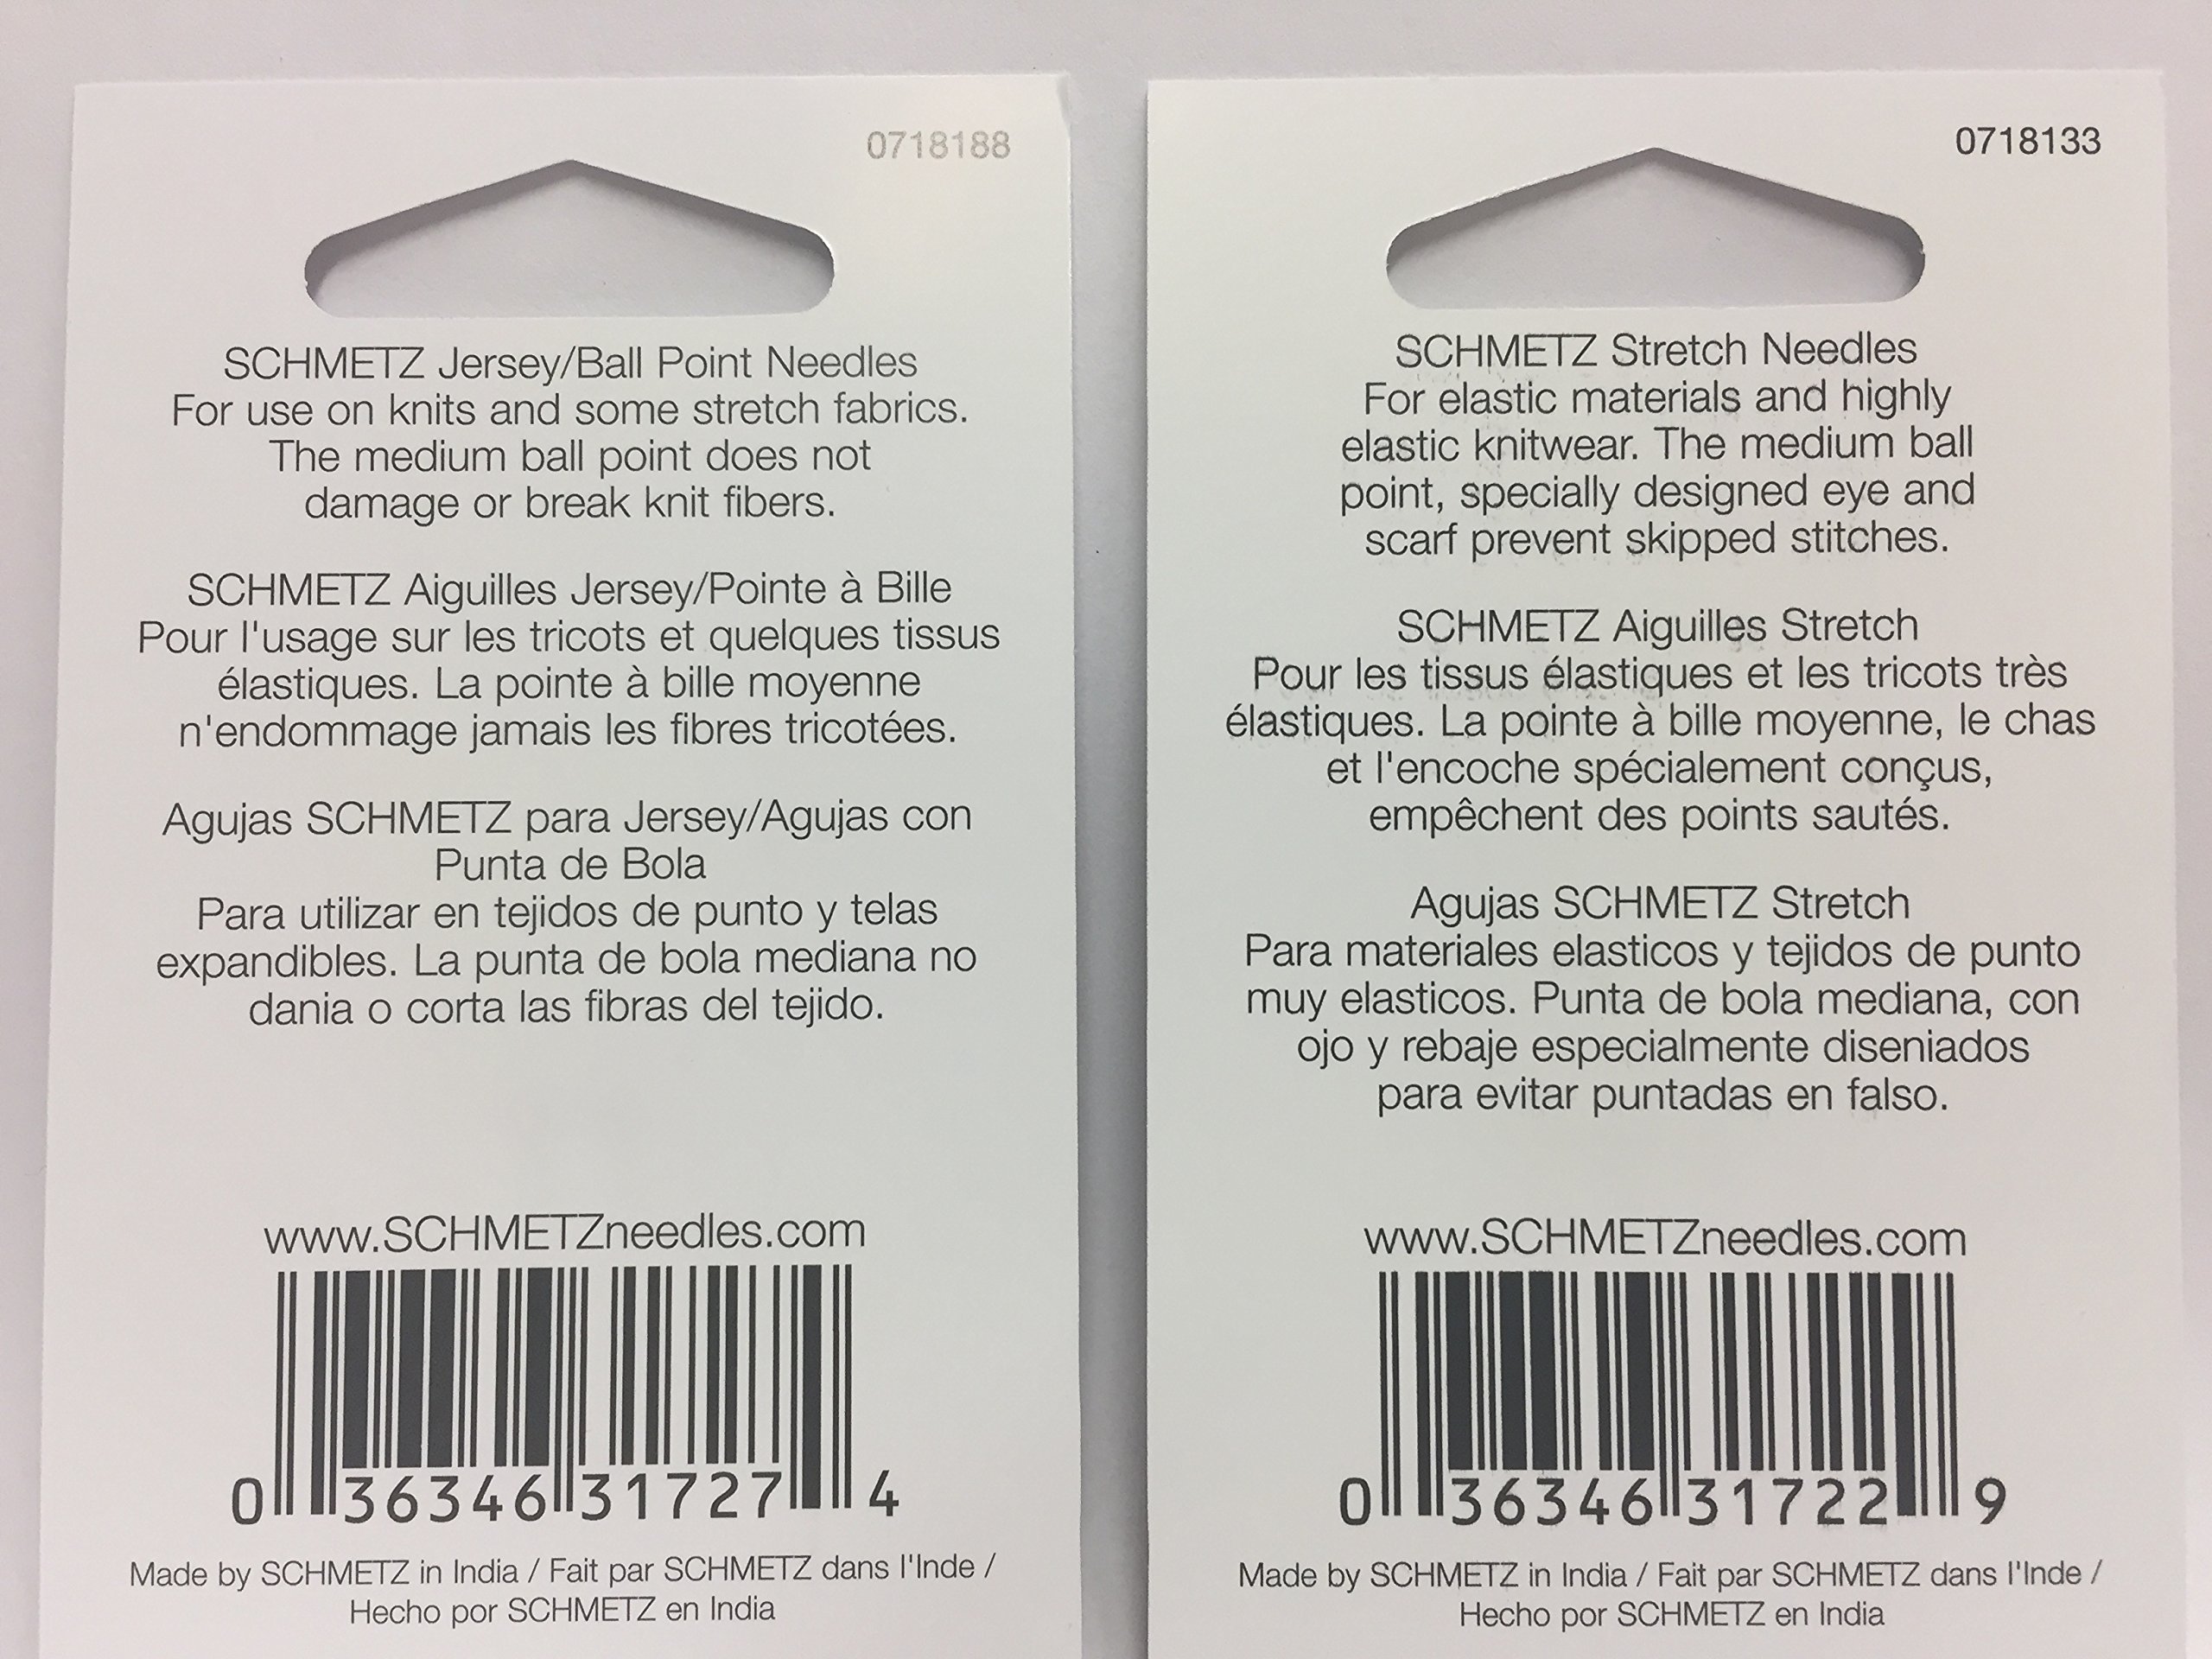 0718188
SCHMETZ Jersey/Ball Point Needles
For use on knits and some stretch fabrics.
The medium ball point does not
damage or break knit fibers.
SCHMETZ Aiguilles Jersey/Pointe à Bille
Pour l'usage sur les tricots et quelques tissus
élastiques. La pointe à bille moyenne
n'endommage jamais les fibres tricotées.
Agujas SCHMETZ para Jersey/Agujas con
Punta de Bola
Para utilizar en tejidos de punto y telas
expandibles. La punta de bola mediana no
dania o corta las fibras del tejido.
www.SCHMETZneedles.com
0 36346 31727 4
Made by SCHMETZ in India / Fait par SCHMETZ dans l'Inde /
Hecho por SCHMETZ en India
0718133
SCHMETZ Stretch Needles
For elastic materials and highly
elastic knitwear. The medium ball
point, specially designed eye and
scarf prevent skipped stitches.
SCHMETZ Aiguilles Stretch
Pour les tissus élastiques et les tricots très
élastiques. La pointe à bille moyenne, le chas
et l'encoche spécialement conçus,
empêchent des points sautés.
Agujas SCHMETZ Stretch
Para materiales elasticos y tejidos de punto
muy elasticos. Punta de bola mediana, con
ojo y rebaje especialmente diseniados
para evitar puntadas en falso.
www.SCHMETZneedles.com
0 36346 31722 9
Made by SCHMETZ in India / Fait par SCHMETZ dans l'Inde /
Hecho por SCHMETZ en India